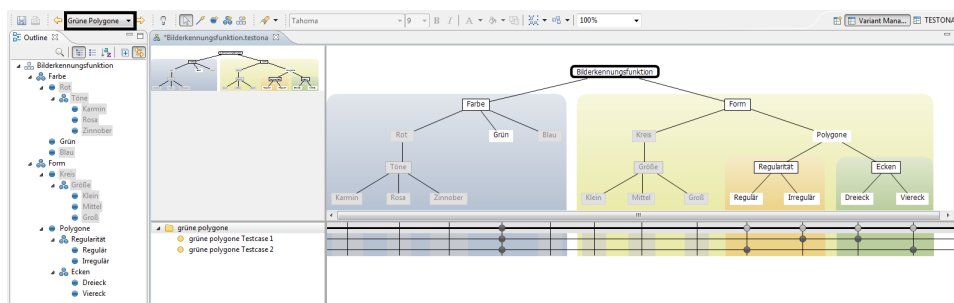 Grüne Polygone
Tahoma
9
B I A
100%
Variant Mana...
TESTONA
Outline
*Bilderkennungsfunktion.testona
Bilderkennungsfunktion
Farbe
Rot
Töne
Karmin
Rosa
Zinnober
Grün
Blau
Form
Kreis
Größe
Klein
Mittel
Groß
Polygone
Regularität
Regulär
Irregulär
Ecken
Dreieck
Viereck
Bilderkennungsfunktion
Farbe Form
Rot Grün Blau Kreis Polygone
Töne Größe Regularität Ecken
Karmin Rosa Zinnober Klein Mittel Groß Regulär Irregulär Dreieck Viereck
grüne polygone
grüne polygone Testcase 1
grüne polygone Testcase 2